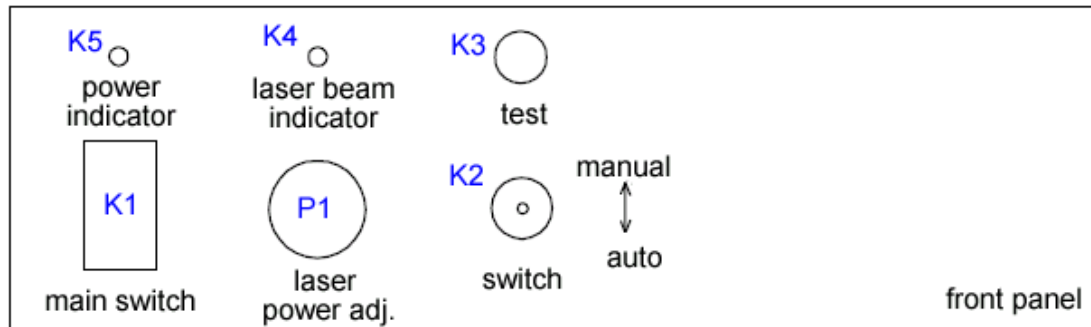 K5
power
indicator
K4
laser beam
indicator
K3
test
K1
main switch
P1
laser
power adj.
K2
switch
manual
auto
front panel